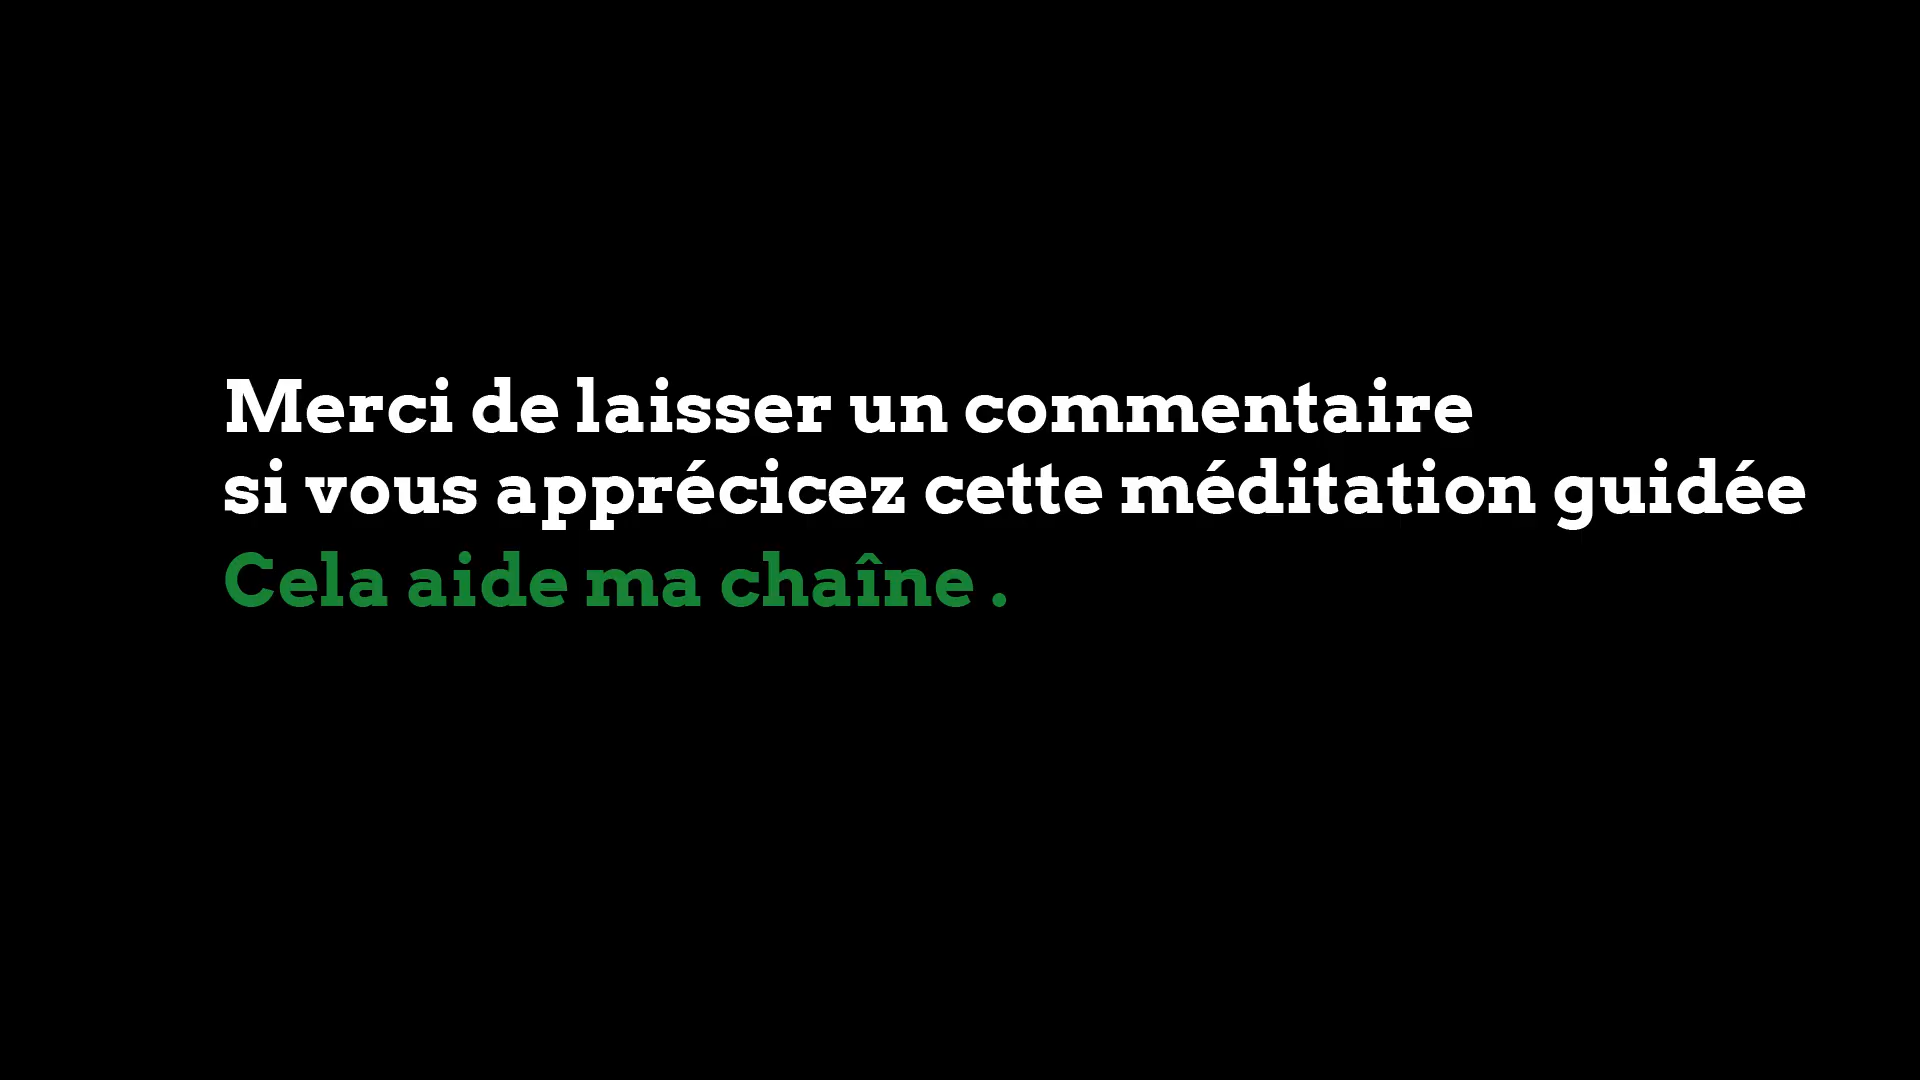 Merci de laisser un commentaire
si vous apprécicez cette méditation guidée
Cela aide ma chaîne .